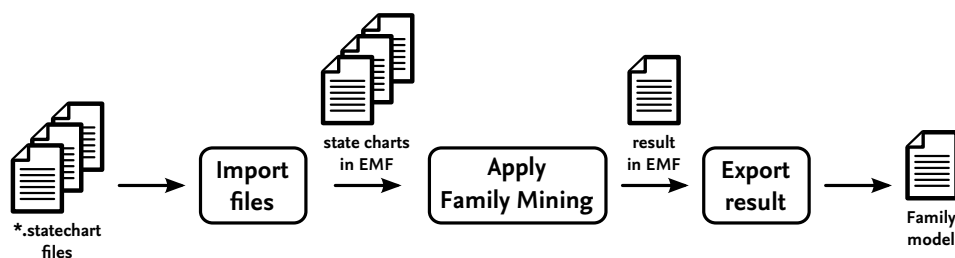 *.statechart
files
Import
files
state charts
in EMF
Apply
Family Mining
result
in EMF
Export
result
Family
model